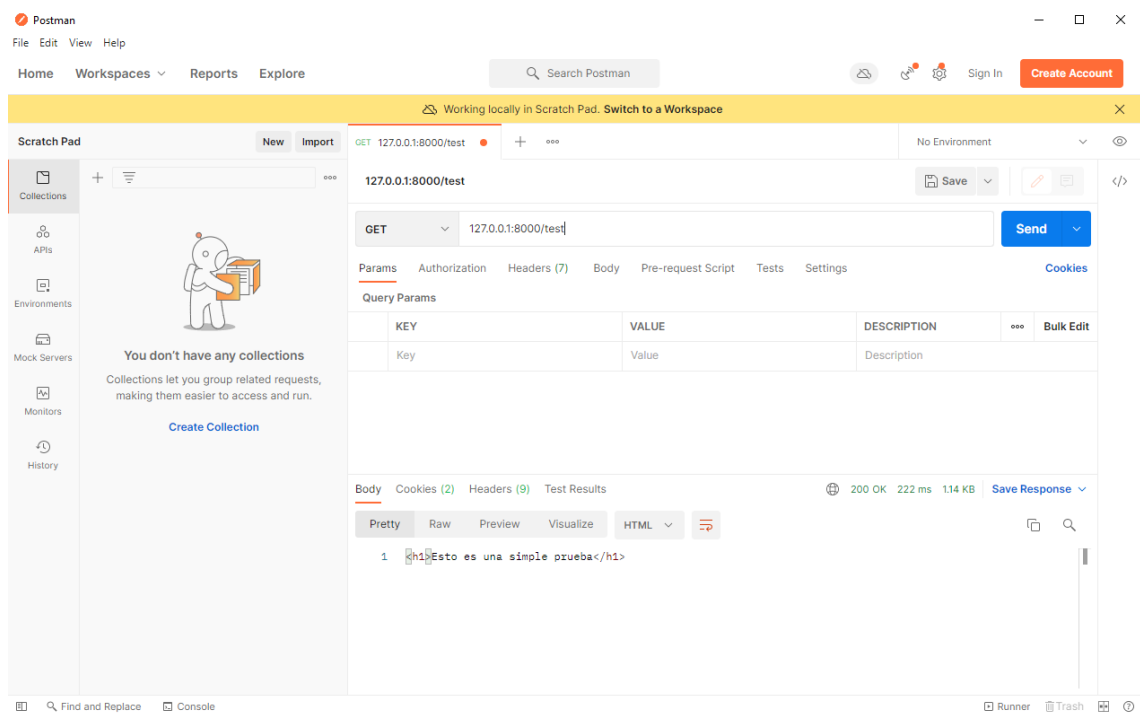 Postman
File Edit View Help
Home Workspaces Reports Explore Search Postman Sign In Create Account
Working locally in Scratch Pad. Switch to a Workspace
Scratch Pad New Import
GET 127.0.0.1:8000/test No Environment
Collections
APIs
Environments
Mock Servers
Monitors
History
You don't have any collections
Collections let you group related requests,
making them easier to access and run.
Create Collection
127.0.0.1:8000/test Save
GET 127.0.0.1:8000/test Send
Params Authorization Headers (7) Body Pre-request Script Tests Settings Cookies
Query Params
KEY VALUE DESCRIPTION Bulk Edit
Key Value Description
Body Cookies (2) Headers (9) Test Results 200 OK 222 ms 1.14 KB Save Response
Pretty Raw Preview Visualize HTML
1 <h1>Esto es una simple prueba</h1>
Find and Replace Console Runner Trash